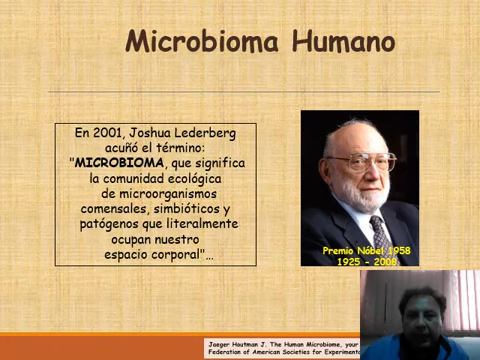 Microbioma Humano
En 2001, Joshua Lederberg
acuñó el término:
"MICROBIOMA, que significa
la comunidad ecológica
de microorganismos
comensales, simbióticos y
patógenos que literalmente
ocupan nuestro
espacio corporal"…
Premio Nóbel 1958
1925 - 2008
Jaeger Houtman J. The Human Microbiome, your
Federation of American Societies for Experimenta